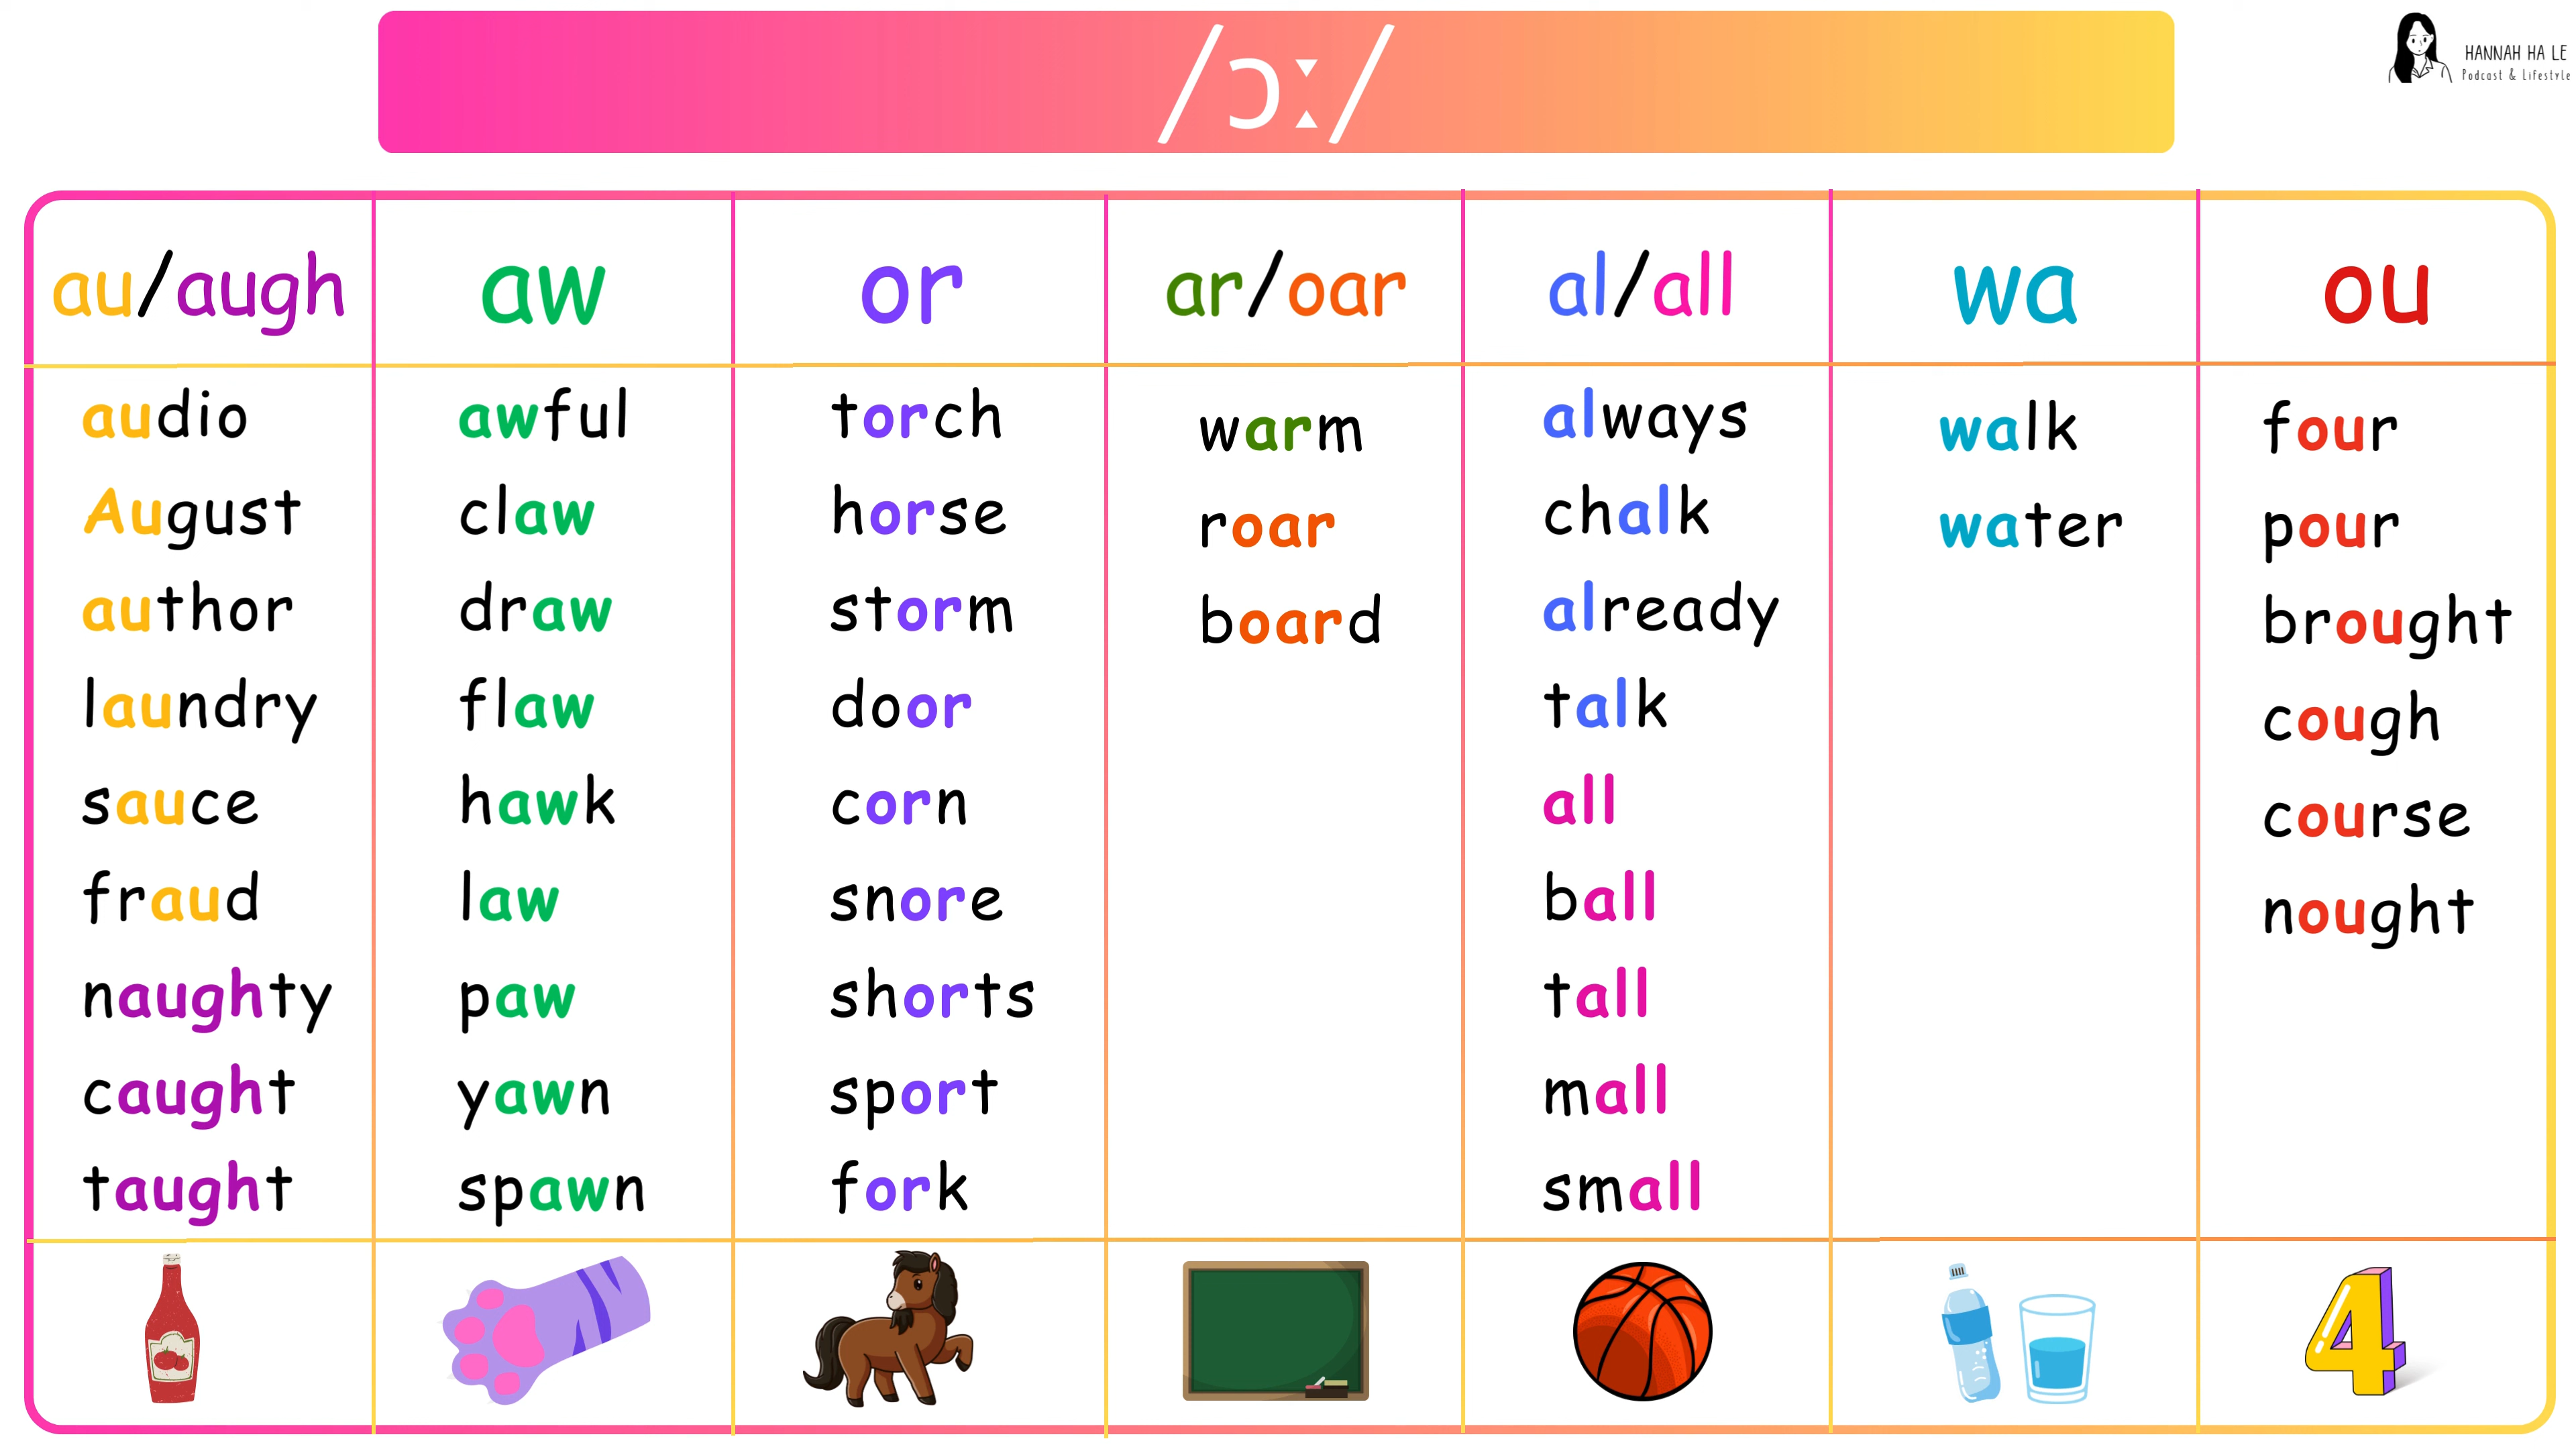 /ɔː/
HANNAH HA LE
Podcast & Lifestyle
au/augh
audio
August
author
laundry
sauce
fraud
naughty
caught
taught
aw
awful
claw
draw
flaw
hawk
law
paw
yawn
spawn
or
torch
horse
storm
door
corn
snore
shorts
sport
fork
ar/oar
warm
roar
board
al/all
always
chalk
already
talk
all
ball
tall
mall
small
wa
walk
water
ou
four
pour
brought
cough
course
nought
4